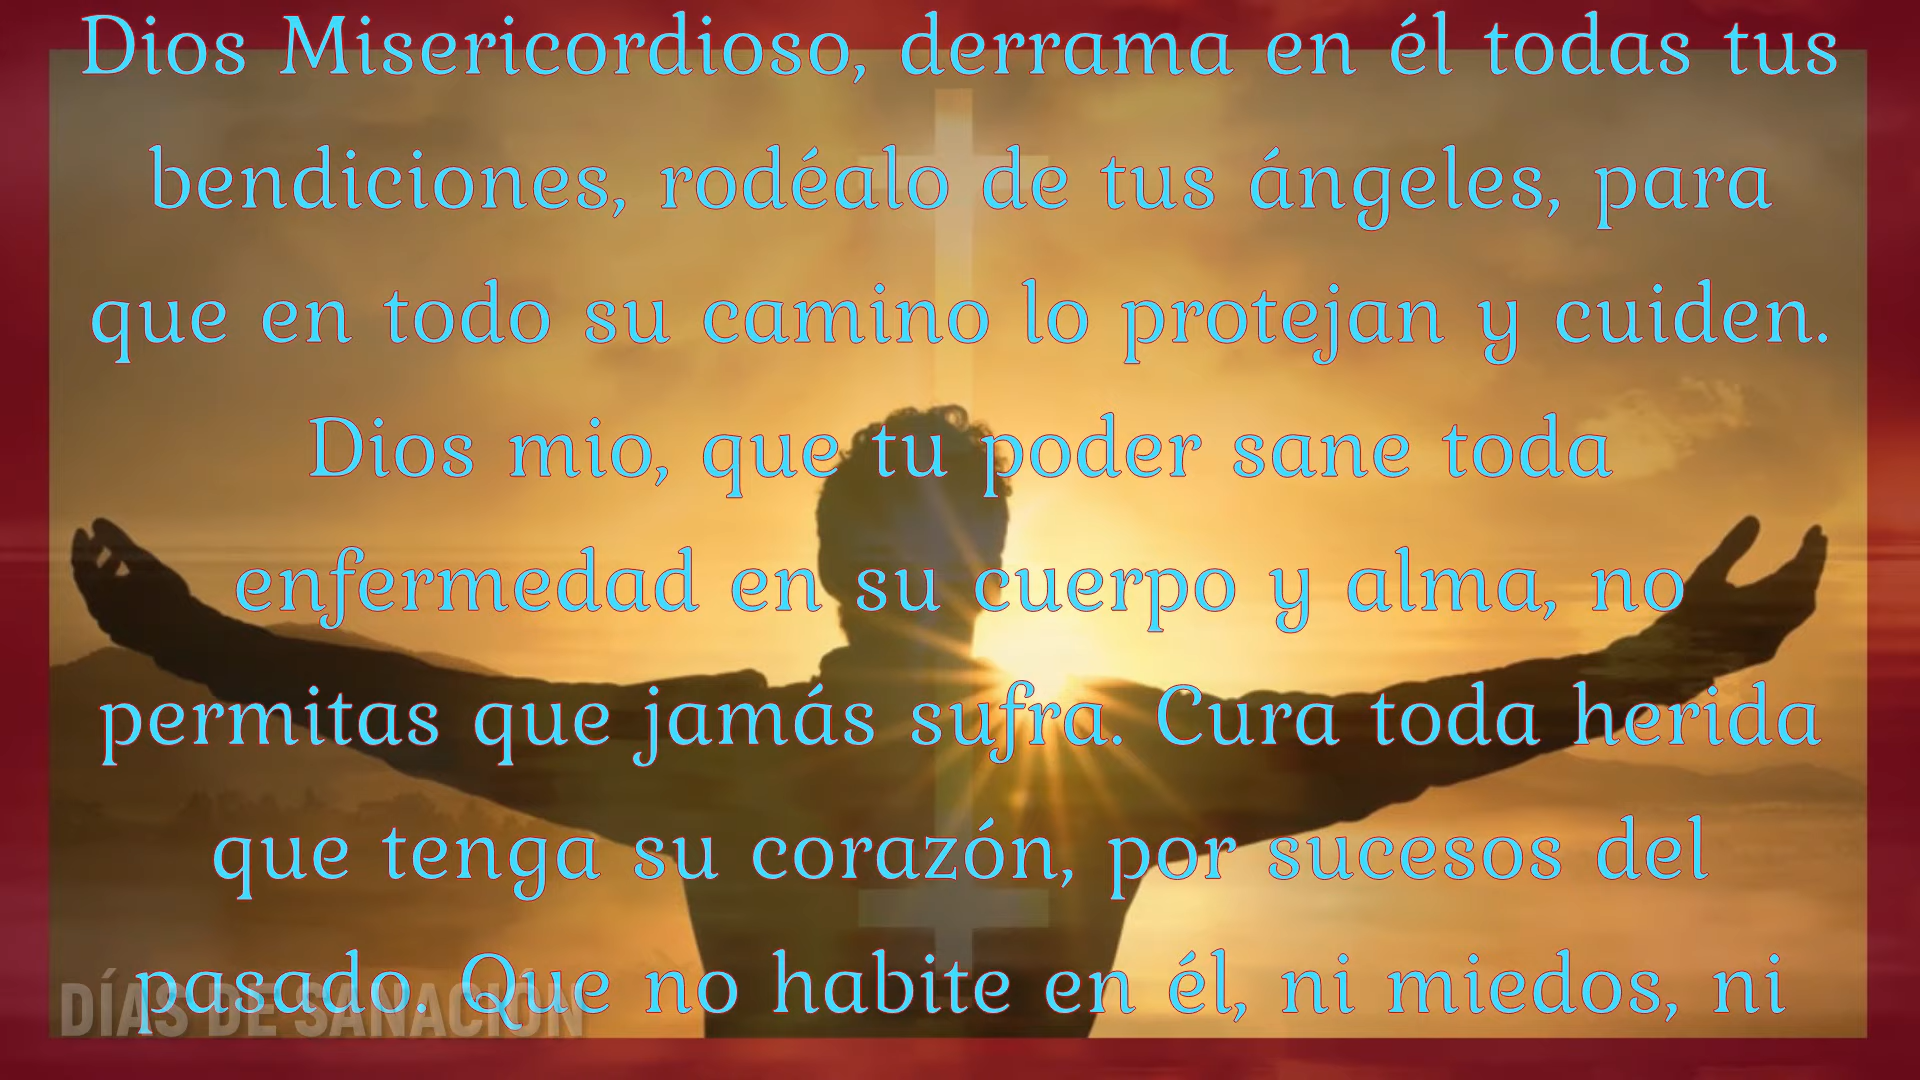 Dios Misericordioso, derrama en él todas tus
bendiciones, rodéalo de tus ángeles, para
que en todo su camino lo protejan y cuiden.
Dios mio, que tu poder sane toda
enfermedad en su cuerpo y alma, no
permitas que jamás sufra. Cura toda herida
que tenga su corazón, por sucesos del
pasado. Que no habite en él, ni miedos, ni
DÍAS DE SANACIÓN